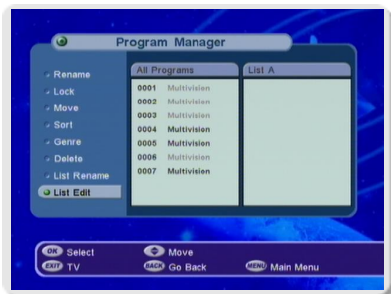 Program Manager
Rename
Lock
Move
Sort
Genre
Delete
List Rename
List Edit
All Programs
0001 Multivision
0002 Multivision
0003 Multivision
0004 Multivision
0005 Multivision
0006 Multivision
0007 Multivision
List A
OK Select
Move
MENU Main Menu
EXIT TV
BACK Go Back